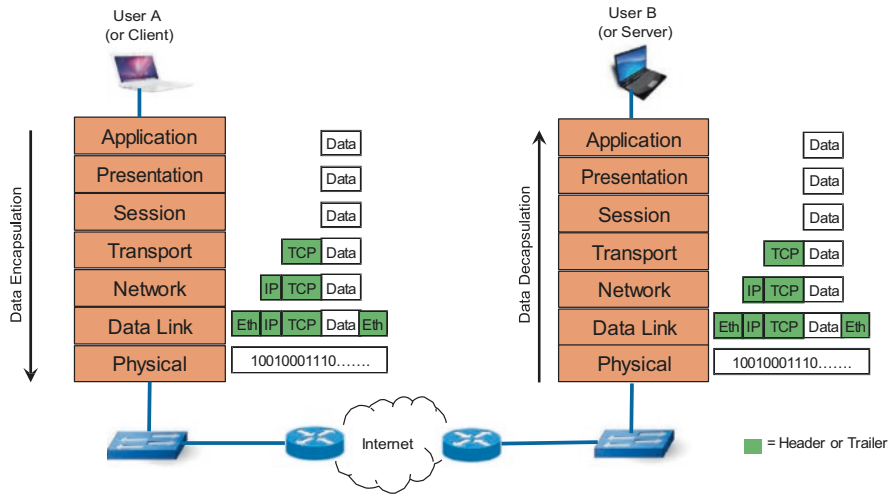 User A
(or Client)
User B
(or Server)
Data Encapsulation
Application
Data
Presentation
Data
Session
Data
Transport
TCP Data
Network
IP TCP Data
Data Link
Eth IP TCP Data Eth
Physical
10010001110.......
Data Decapsulation
Application
Data
Presentation
Data
Session
Data
Transport
TCP Data
Network
IP TCP Data
Data Link
Eth IP TCP Data Eth
Physical
10010001110.......
Internet
= Header or Trailer